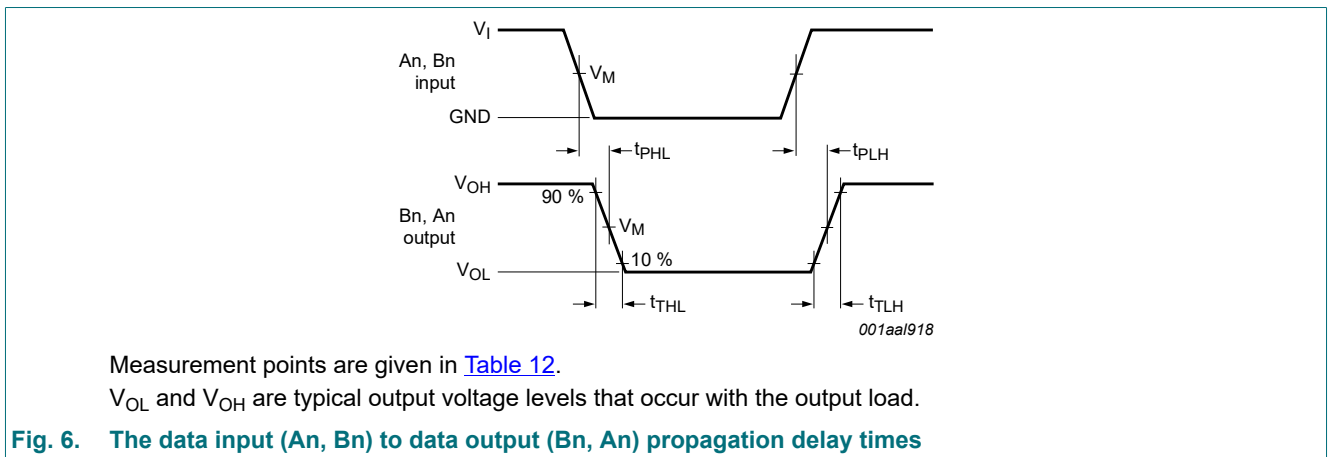 VI
An, Bn
input
VM
GND
tPHL
tPLH
VOH
90 %
Bn, An
output
VM
10 %
VOL
tTHL
tTLH
001aal918
Measurement points are given in Table 12.
VOL and VOH are typical output voltage levels that occur with the output load.
Fig. 6. The data input (An, Bn) to data output (Bn, An) propagation delay times